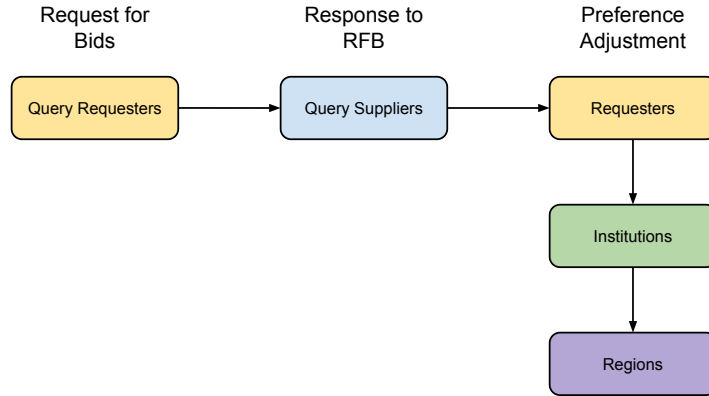 Request for
Bids
Response to
RFB
Preference
Adjustment
Query Requesters
Query Suppliers
Requesters
Institutions
Regions